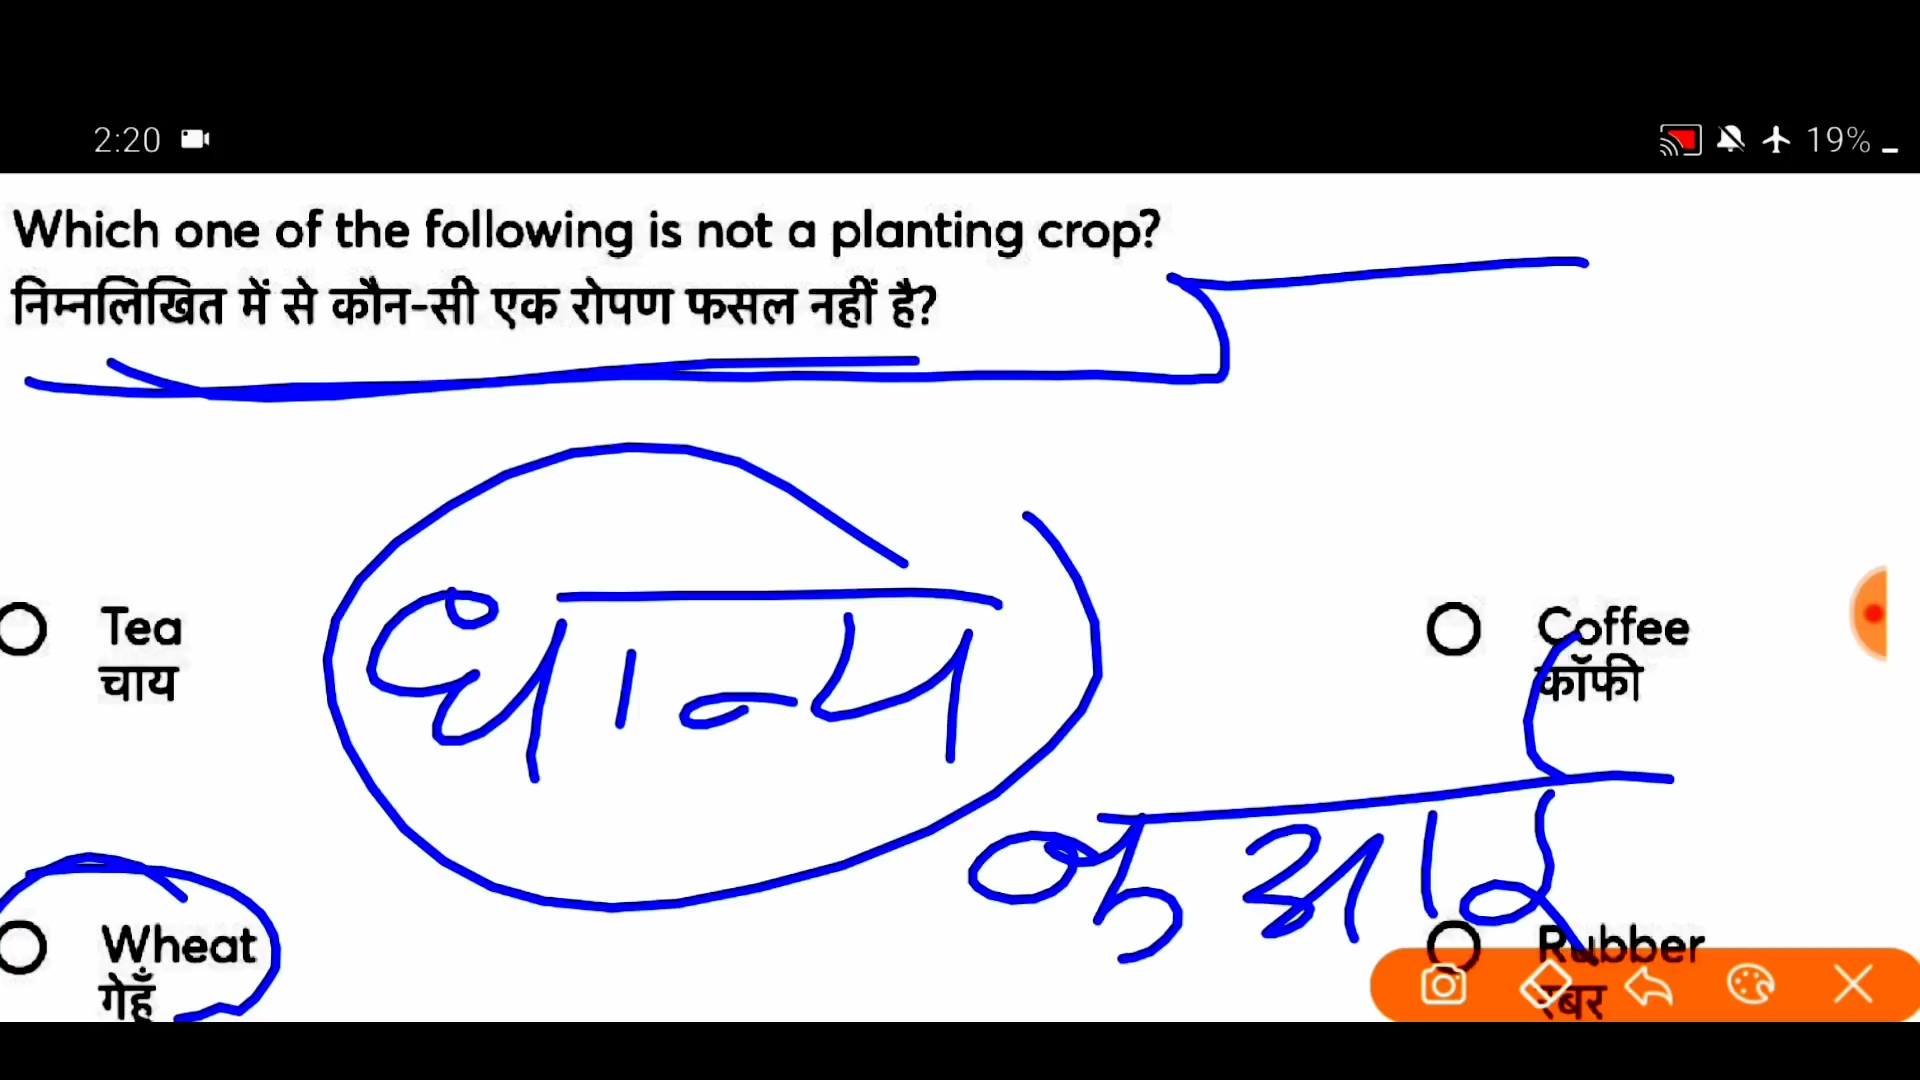 2:20
19%
Which one of the following is not a planting crop?
निम्नलिखित में से कौन-सी एक रोपण फसल नहीं है?
Tea
चाय
Coffee
कॉफी
धान्य
Wheat
गेहूँ
Rubber
रबर